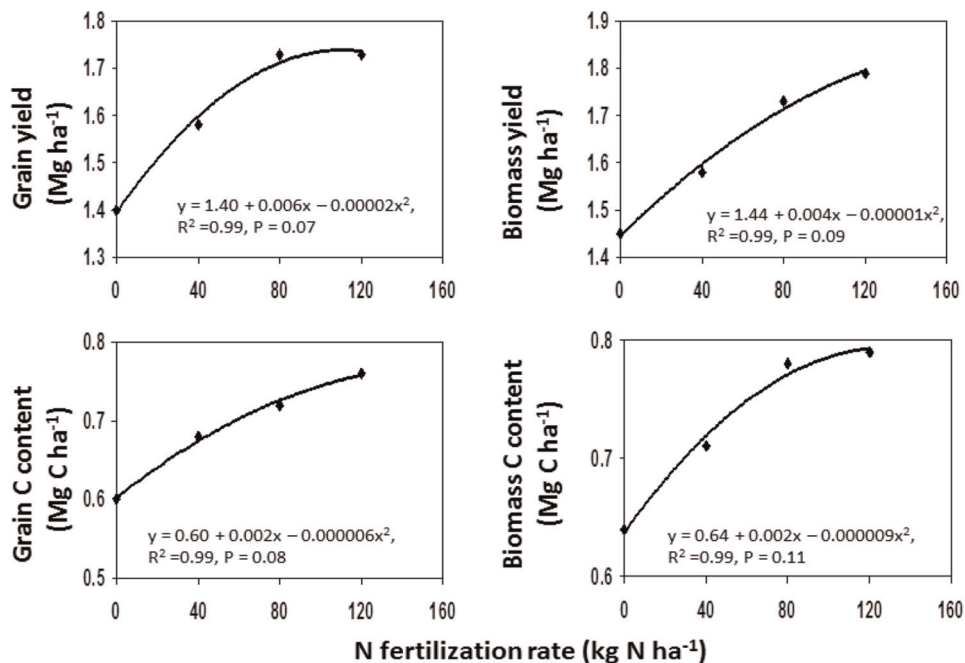 Grain yield
(Mg ha⁻¹)
1.8
1.7
1.6
1.5
1.4
1.3
y = 1.40 + 0.006x – 0.00002x²,
R² =0.99, P = 0.07
0 40 80 120 160
Biomass yield
(Mg ha⁻¹)
1.9
1.8
1.7
1.6
1.5
1.4
y = 1.44 + 0.004x – 0.00001x²,
R² =0.99, P = 0.09
0 40 80 120 160
Grain C content
(Mg C ha⁻¹)
0.8
0.7
0.6
0.5
y = 0.60 + 0.002x – 0.000006x²,
R² =0.99, P = 0.08
0 40 80 120 160
Biomass C content
(Mg C ha⁻¹)
0.8
0.7
0.6
y = 0.64 + 0.002x – 0.000009x²,
R² =0.99, P = 0.11
0 40 80 120 160
N fertilization rate (kg N ha⁻¹)